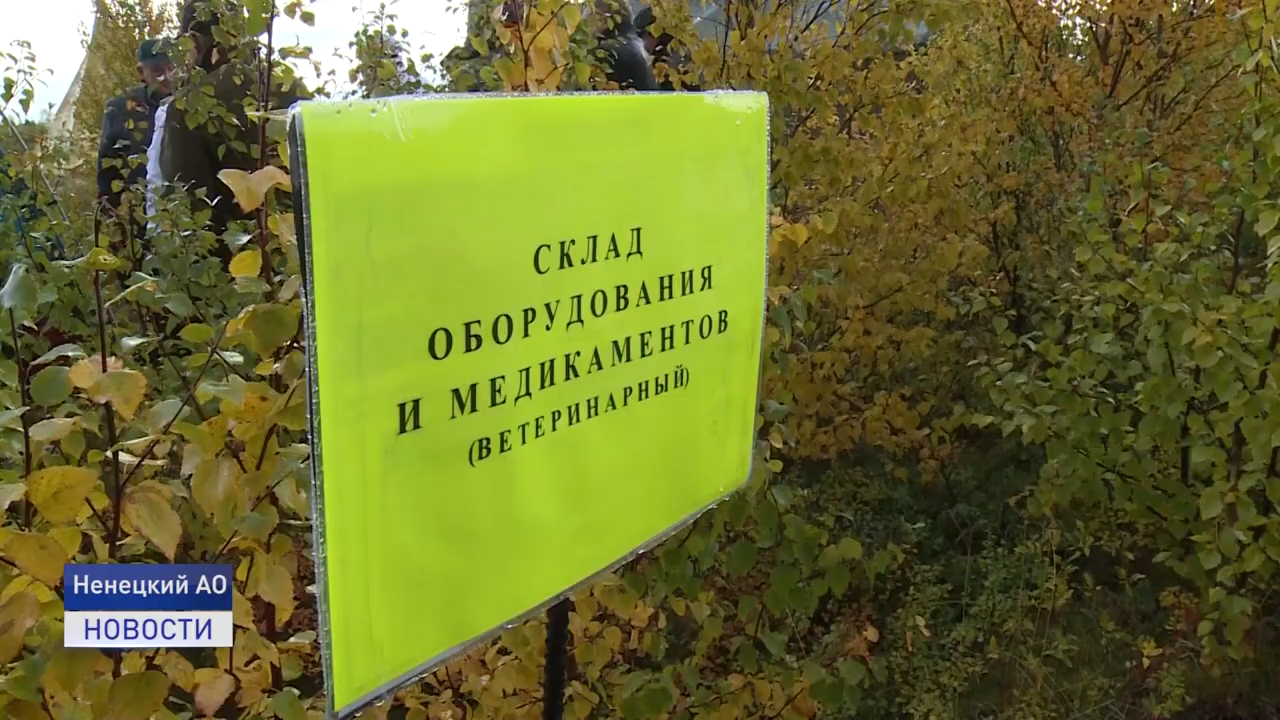 СКЛАД
ОБОРУДОВАНИЯ
И МЕДИКАМЕНТОВ
(ВЕТЕРИНАРНЫЙ)
Ненецкий АО
НОВОСТИ